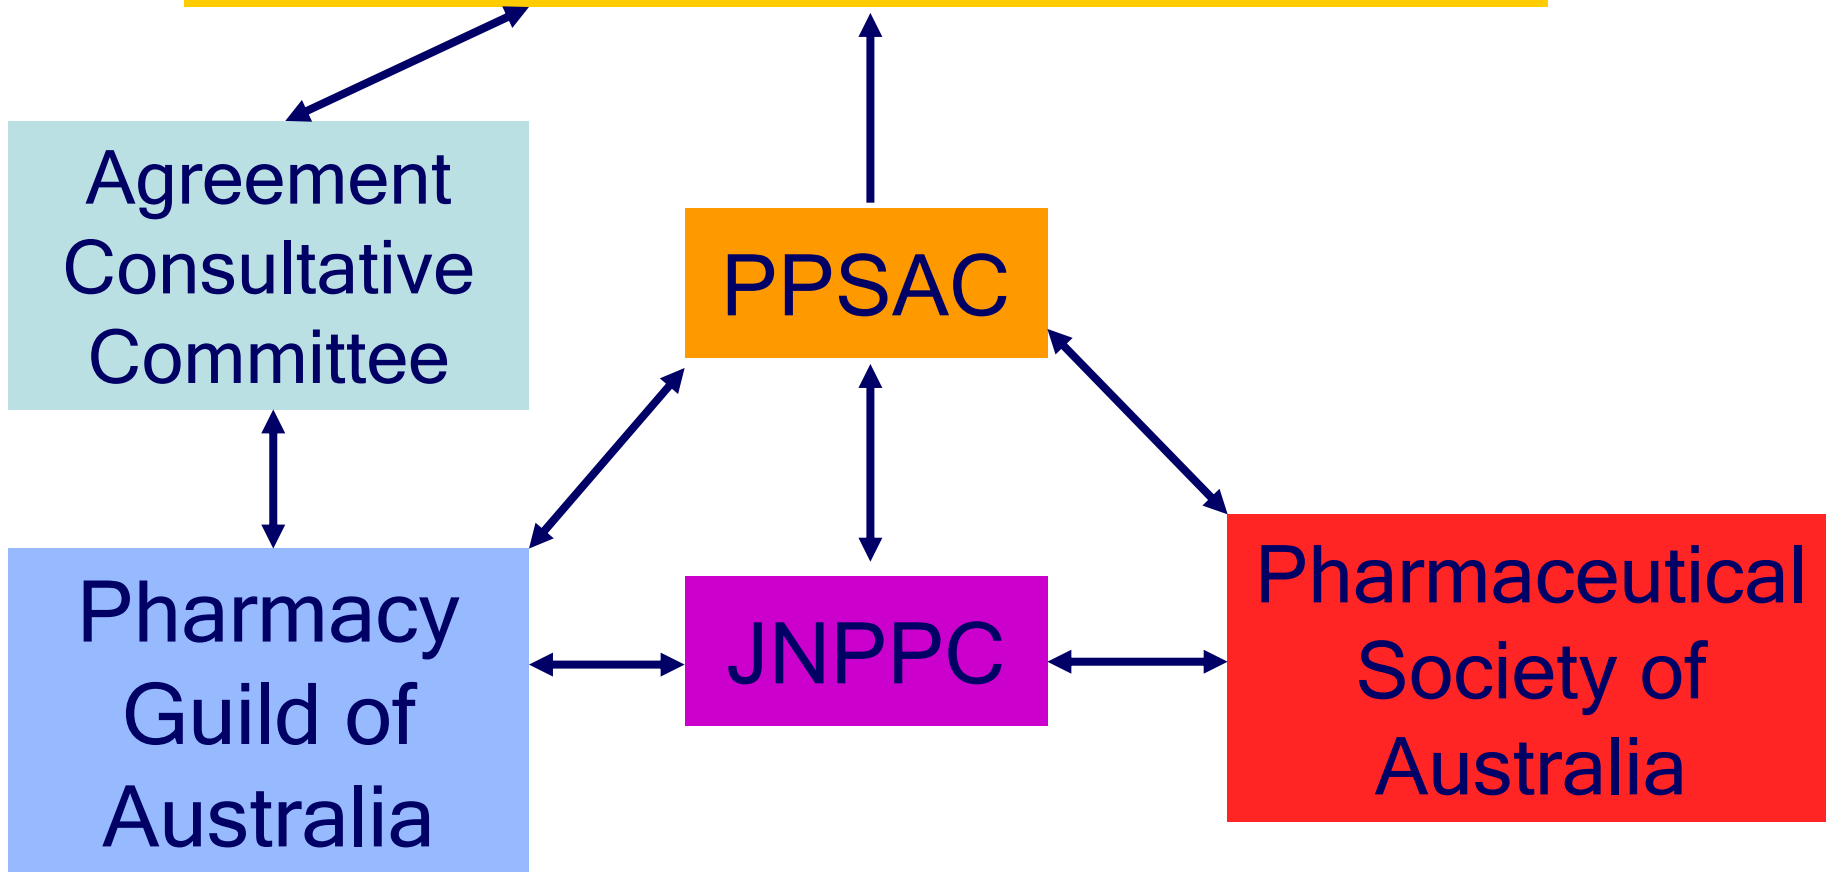 Agreement
Consultative
Committee
PPSAC
Pharmacy
Guild of
Australia
JNPPC
Pharmaceutical
Society of
Australia